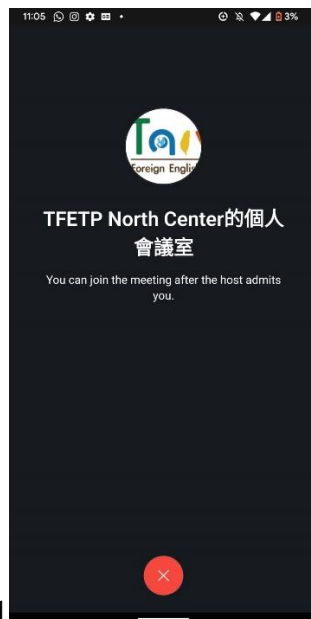 11:05
3%
Foreign Engli
TFETP North Center的個人
會議室
You can join the meeting after the host admits
you.